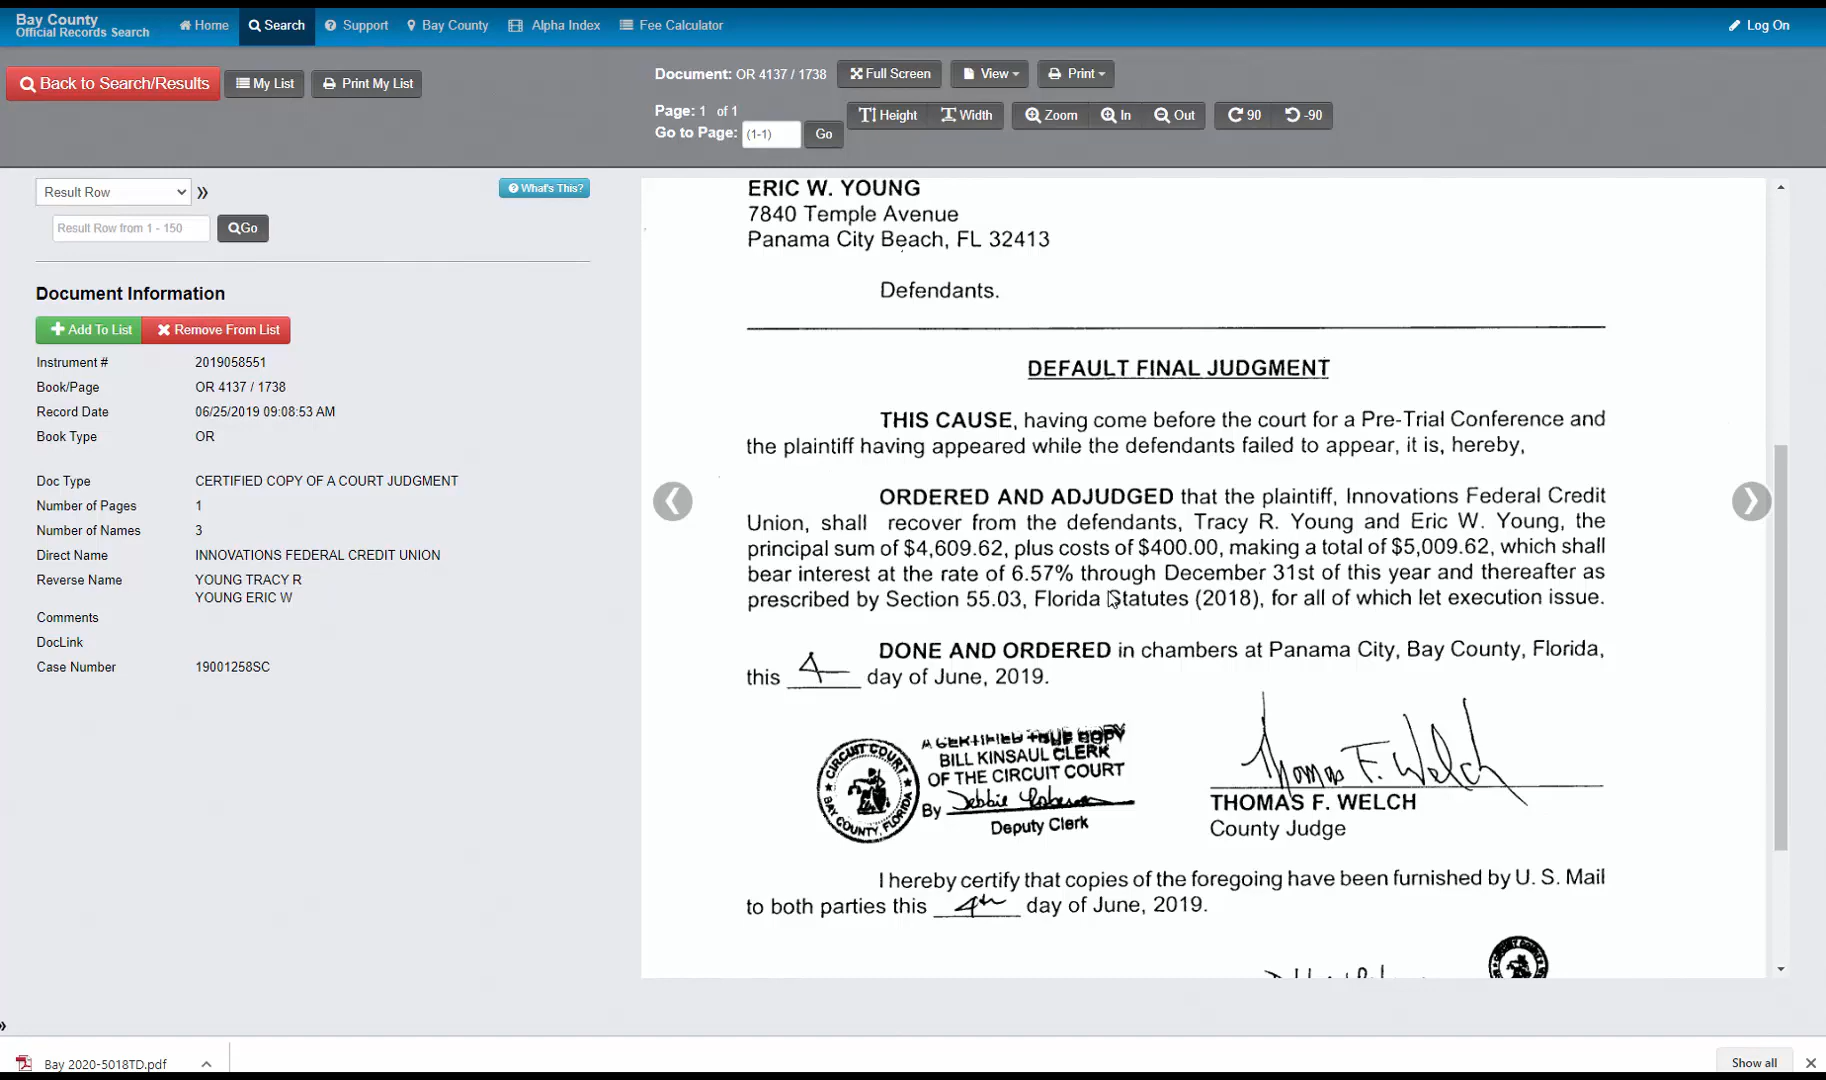 Bay County
Official Records Search
Home
Search
Support
Bay County
Alpha Index
Fee Calculator
Log On
Back to Search/Results
My List
Print My List
Document: OR 4137 / 1738
Full Screen
View
Print
Page: 1 of 1
Go to Page: (1-1)
Go
Height
Width
Zoom
In
Out
90
-90
Result Row
»
What's This?
Result Row from 1 - 150
Go
Document Information
Add To List
Remove From List
Instrument # 2019058551
Book/Page OR 4137 / 1738
Record Date 06/25/2019 09:08:53 AM
Book Type OR
Doc Type CERTIFIED COPY OF A COURT JUDGMENT
Number of Pages 1
Number of Names 3
Direct Name INNOVATIONS FEDERAL CREDIT UNION
Reverse Name YOUNG TRACY R
YOUNG ERIC W
Comments
DocLink
Case Number 19001258SC
ERIC W. YOUNG
7840 Temple Avenue
Panama City Beach, FL 32413
Defendants.
DEFAULT FINAL JUDGMENT
THIS CAUSE, having come before the court for a Pre-Trial Conference and
the plaintiff having appeared while the defendants failed to appear, it is, hereby,
ORDERED AND ADJUDGED that the plaintiff, Innovations Federal Credit
Union, shall recover from the defendants, Tracy R. Young and Eric W. Young, the
principal sum of $4,609.62, plus costs of $400.00, making a total of $5,009.62, which shall
bear interest at the rate of 6.57% through December 31st of this year and thereafter as
prescribed by Section 55.03, Florida Statutes (2018), for all of which let execution issue.
DONE AND ORDERED in chambers at Panama City, Bay County, Florida,
this 4 day of June, 2019.
A CERTIFIED TRUE COPY
BILL KINSAUL CLERK
OF THE CIRCUIT COURT
By Debbie
Deputy Clerk
CIRCUIT COURT
BAY COUNTY, FLORIDA
Thomas F. Welch
THOMAS F. WELCH
County Judge
I hereby certify that copies of the foregoing have been furnished by U. S. Mail
to both parties this 4th day of June, 2019.
»
Bay 2020-5018TD.pdf
Show all